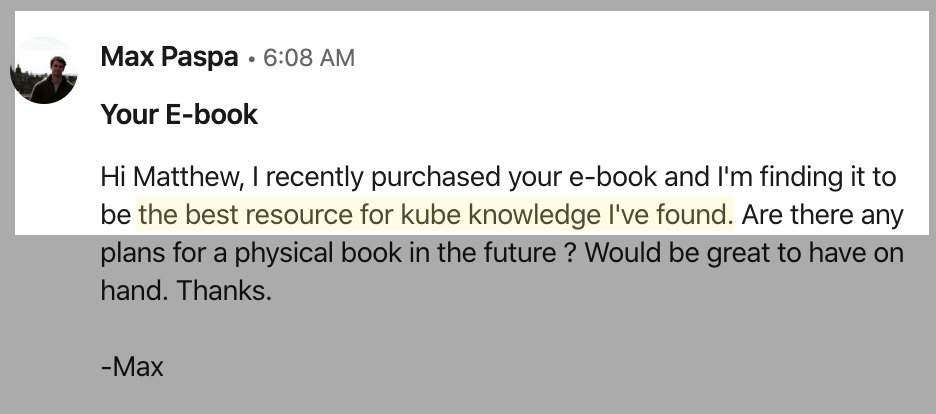 Max Paspa • 6:08 AM
Your E-book
Hi Matthew, I recently purchased your e-book and I'm finding it to
be the best resource for kube knowledge I've found. Are there any
plans for a physical book in the future ? Would be great to have on
hand. Thanks.
-Max